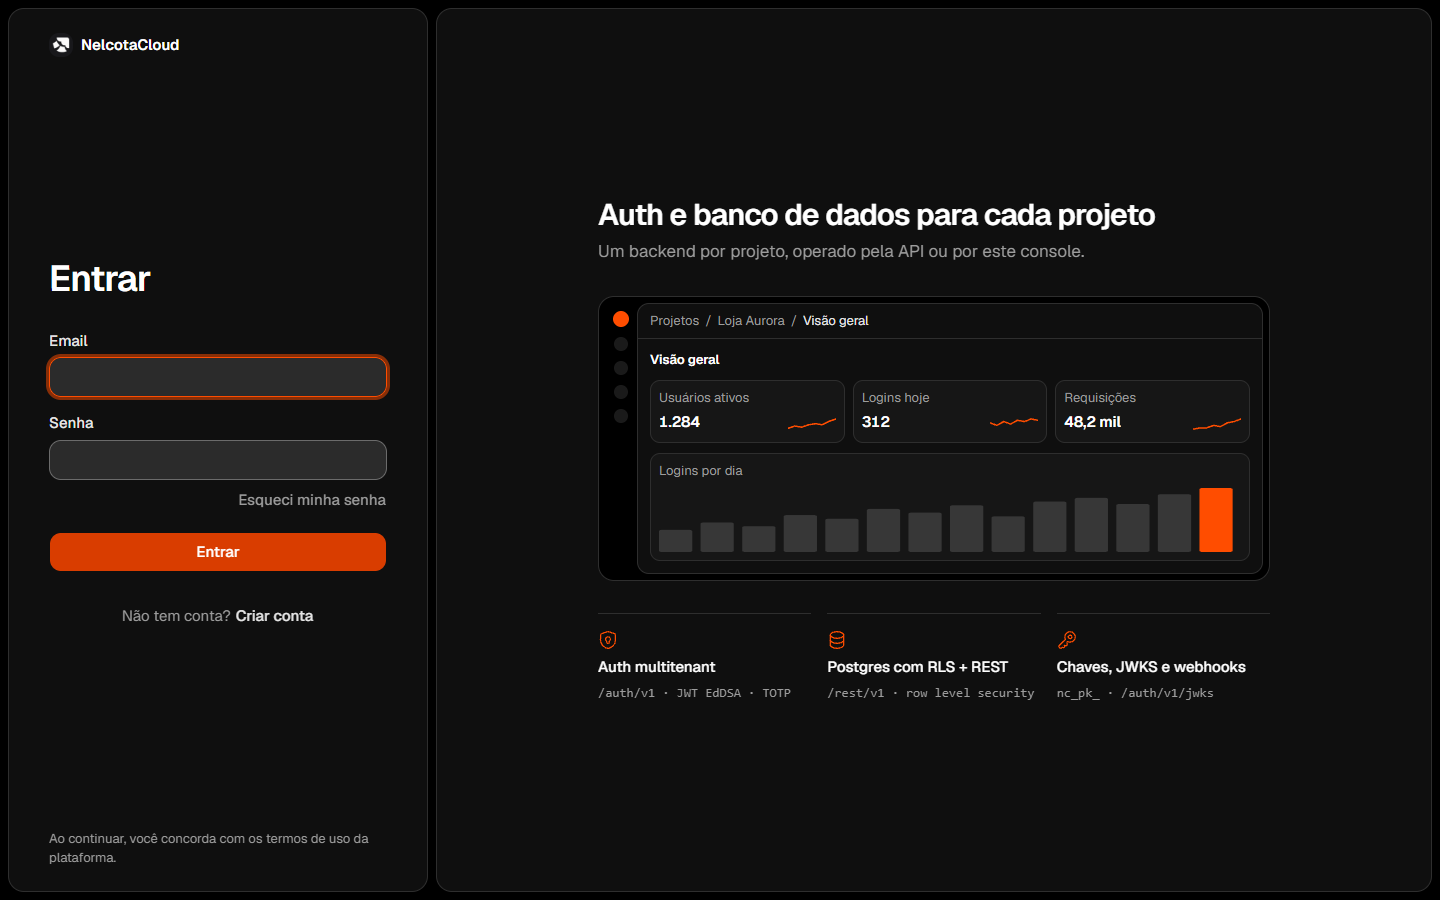 NelcotaCloud
Entrar
Email
Senha
Esqueci minha senha
Entrar
Não tem conta? Criar conta
Ao continuar, você concorda com os termos de uso da
plataforma.
Auth e banco de dados para cada projeto
Um backend por projeto, operado pela API ou por este console.
Projetos / Loja Aurora / Visão geral
Visão geral
Usuários ativos
1.284
Logins hoje
312
Requisições
48,2 mil
Logins por dia
Auth multitenant
/auth/v1 · JWT EdDSA · TOTP
Postgres com RLS + REST
/rest/v1 · row level security
Chaves, JWKS e webhooks
nc_pk_ · /auth/v1/jwks